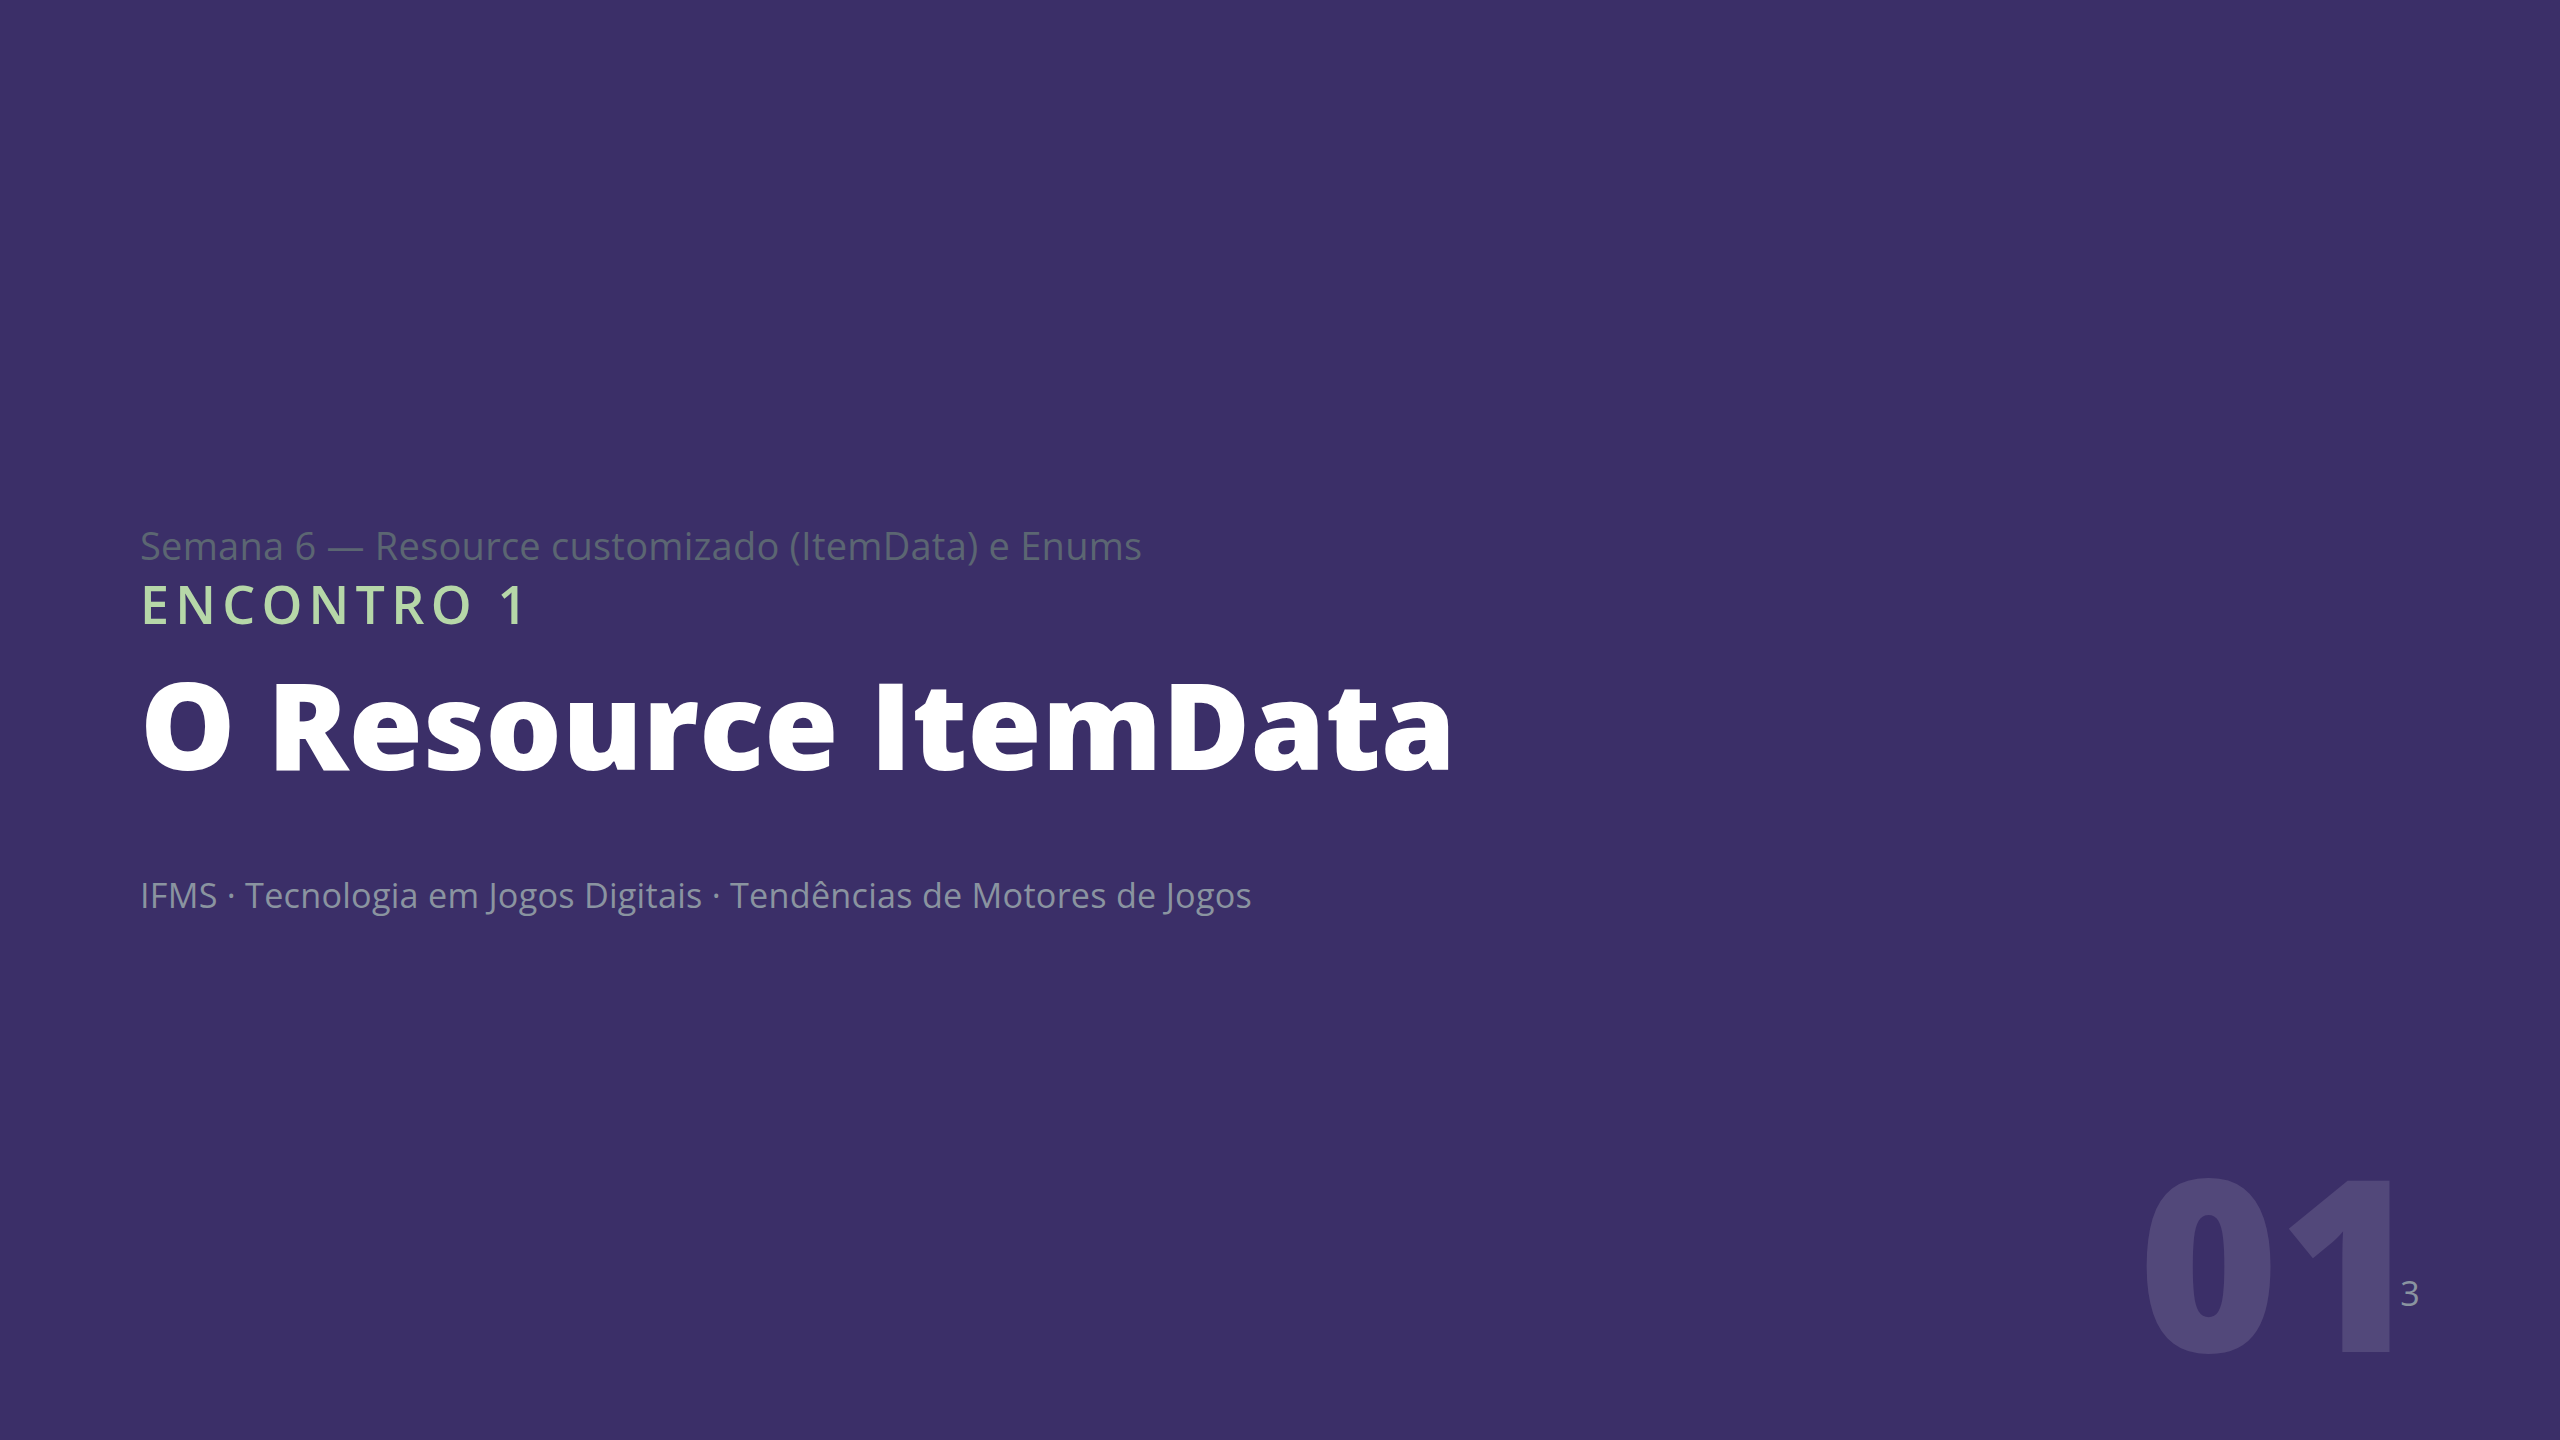 Semana 6 — Resource customizado (ItemData) e Enums
ENCONTRO 1
O Resource ItemData
IFMS · Tecnologia em Jogos Digitais · Tendências de Motores de Jogos
01
3